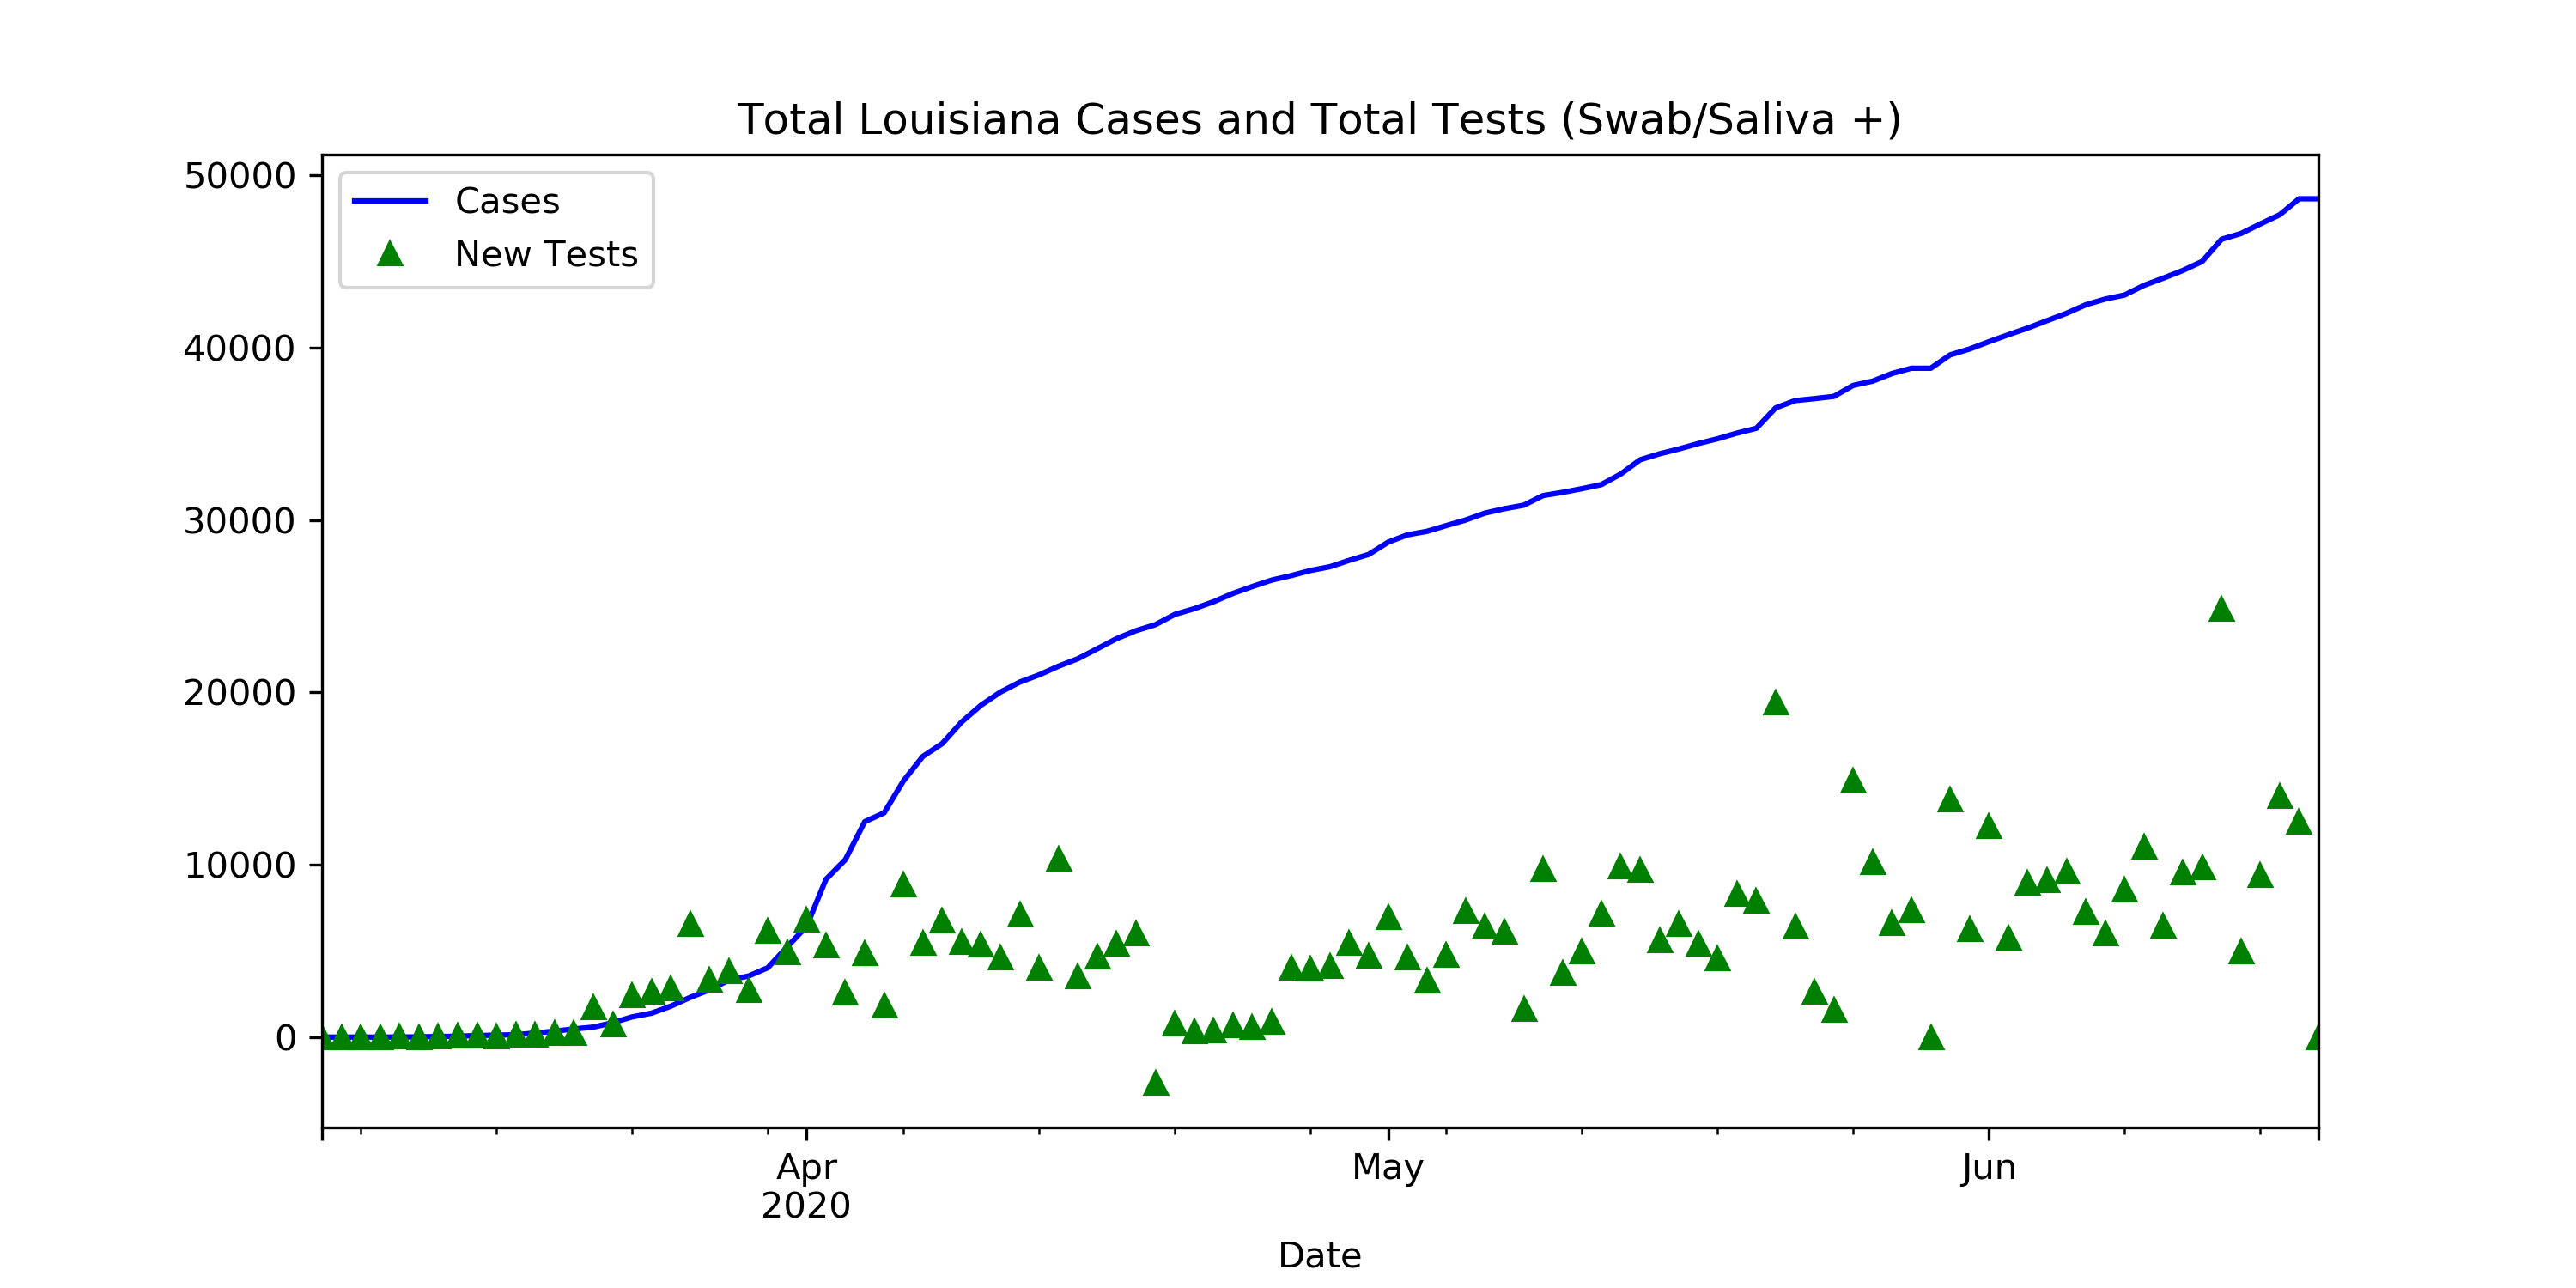 Total Louisiana Cases and Total Tests (Swab/Saliva +)
50000
40000
30000
20000
10000
0
Cases
New Tests
Apr
2020
May
Jun
Date